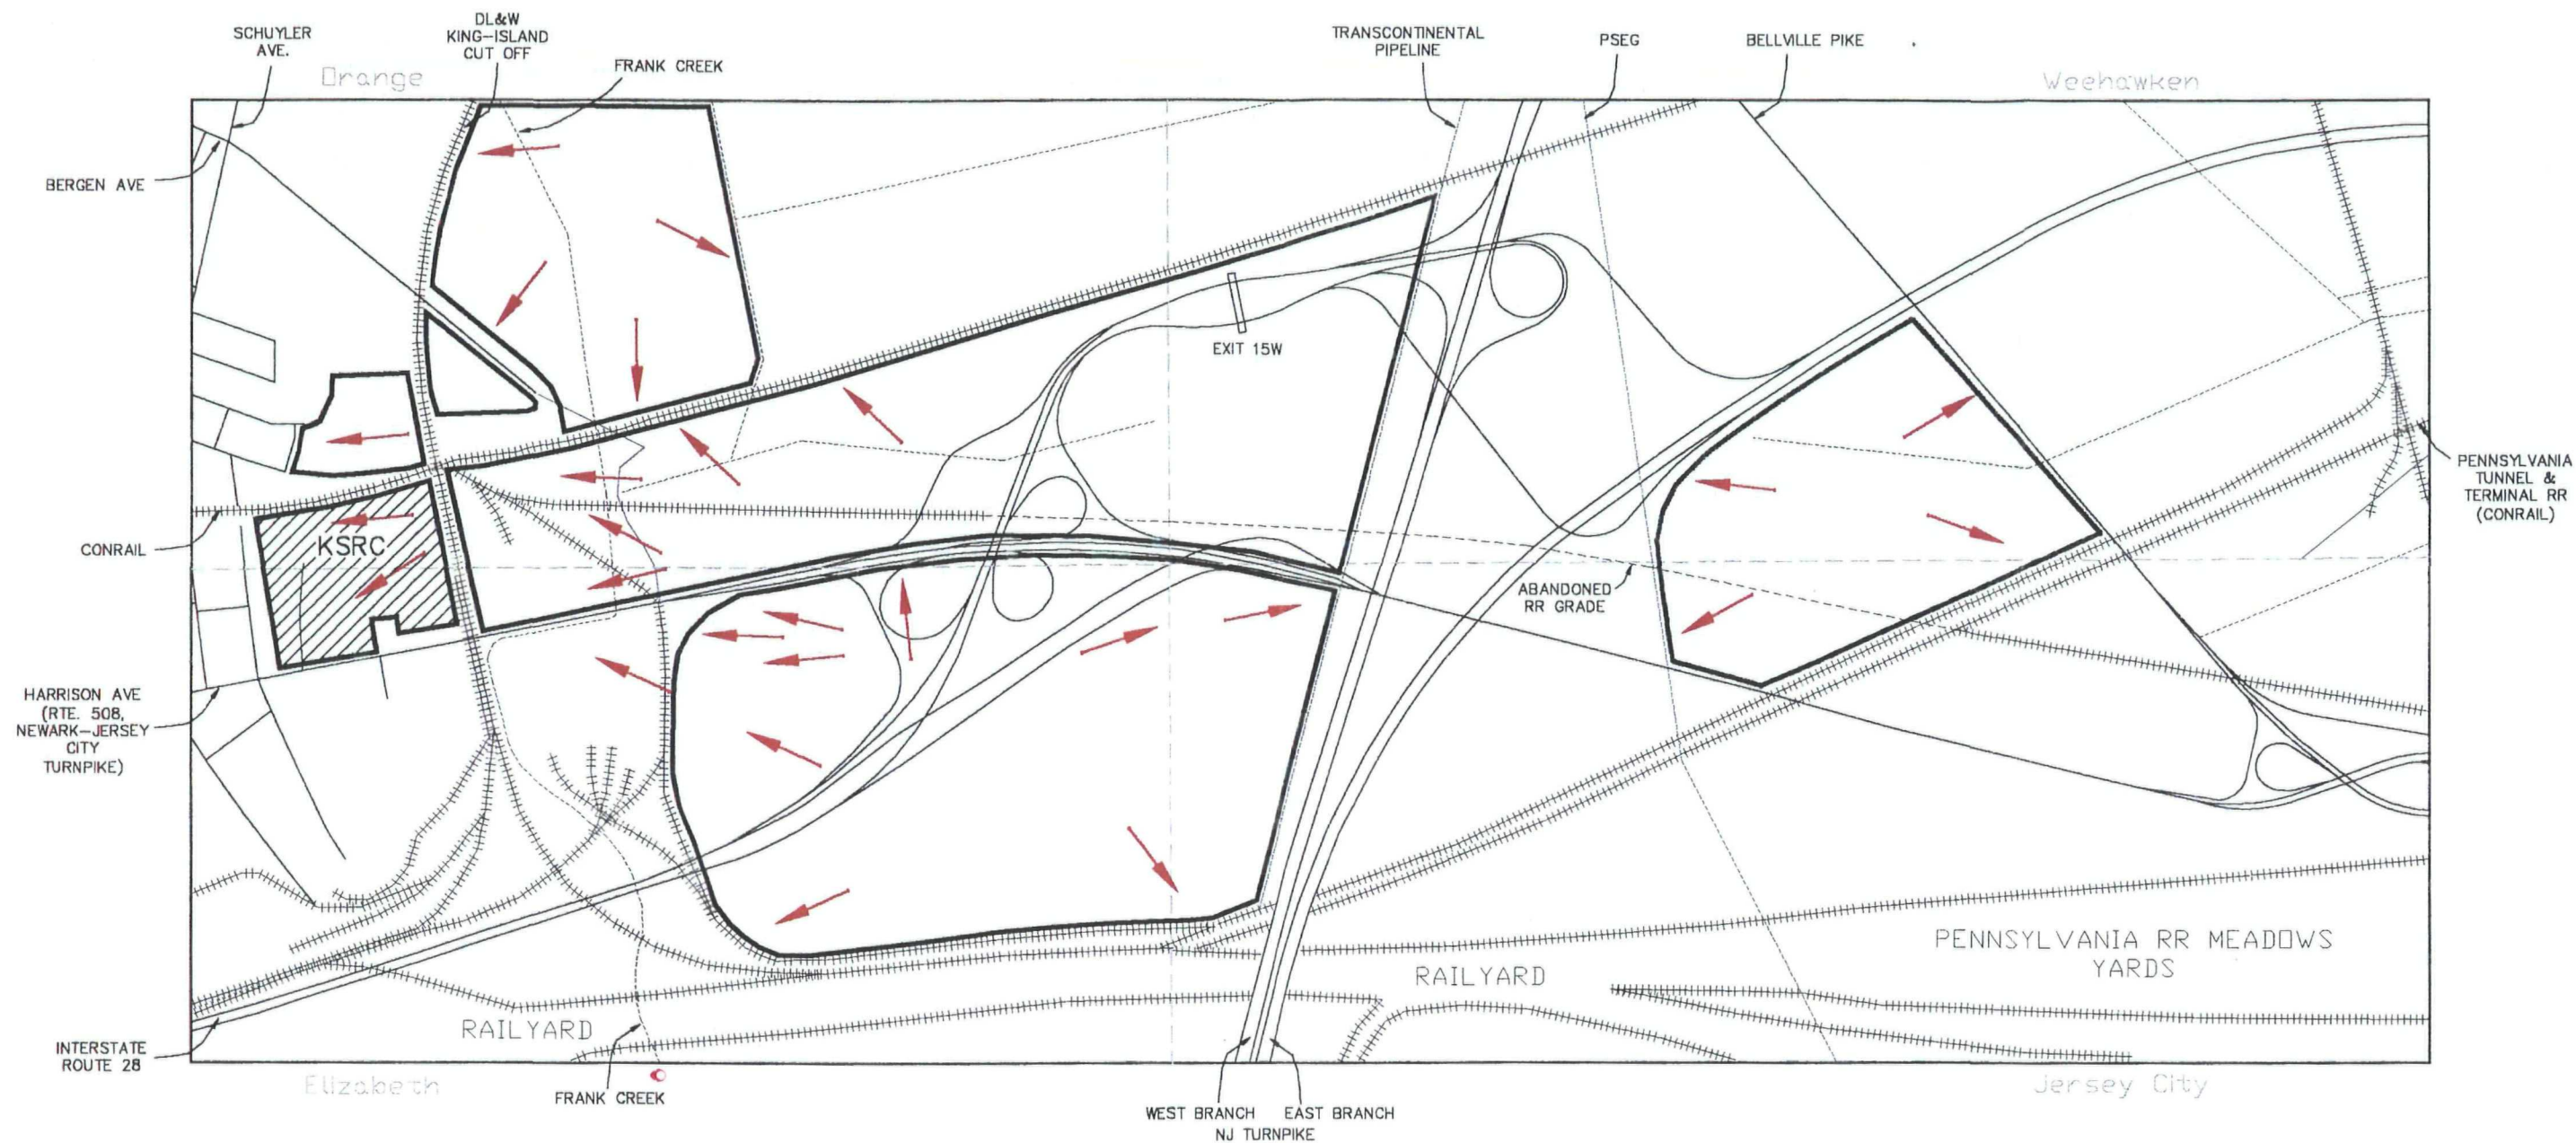 SCHUYLER
AVE.
DL&W
KING-ISLAND
CUT OFF
FRANK CREEK
TRANSCONTINENTAL
PIPELINE
PSEG
BELLVILLE PIKE
Orange
Weehawken
BERGEN AVE
EXIT 15W
PENNSYLVANIA
TUNNEL &
TERMINAL RR
(CONRAIL)
CONRAIL
KSRC
ABANDONED
RR GRADE
HARRISON AVE
(RTE. 508,
NEWARK-JERSEY
CITY
TURNPIKE)
PENNSYLVANIA RR MEADOWS
YARDS
RAILYARD
RAILYARD
INTERSTATE
ROUTE 28
Elizabeth
FRANK CREEK
WEST BRANCH
EAST BRANCH
NJ TURNPIKE
Jersey City